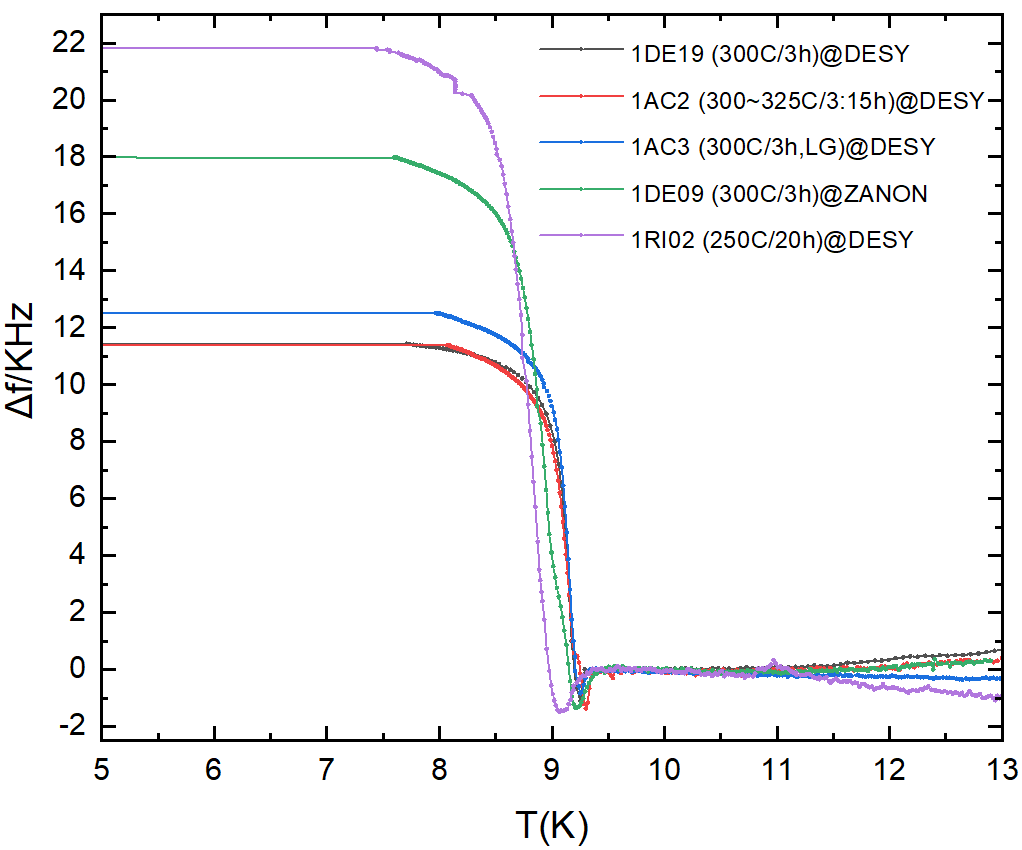 22
20
18
16
14
12
10
8
6
4
2
0
-2
Δf/KHz
1DE19 (300C/3h)@DESY
1AC2 (300~325C/3:15h)@DESY
1AC3 (300C/3h,LG)@DESY
1DE09 (300C/3h)@ZANON
1RI02 (250C/20h)@DESY
5 6 7 8 9 10 11 12 13
T(K)